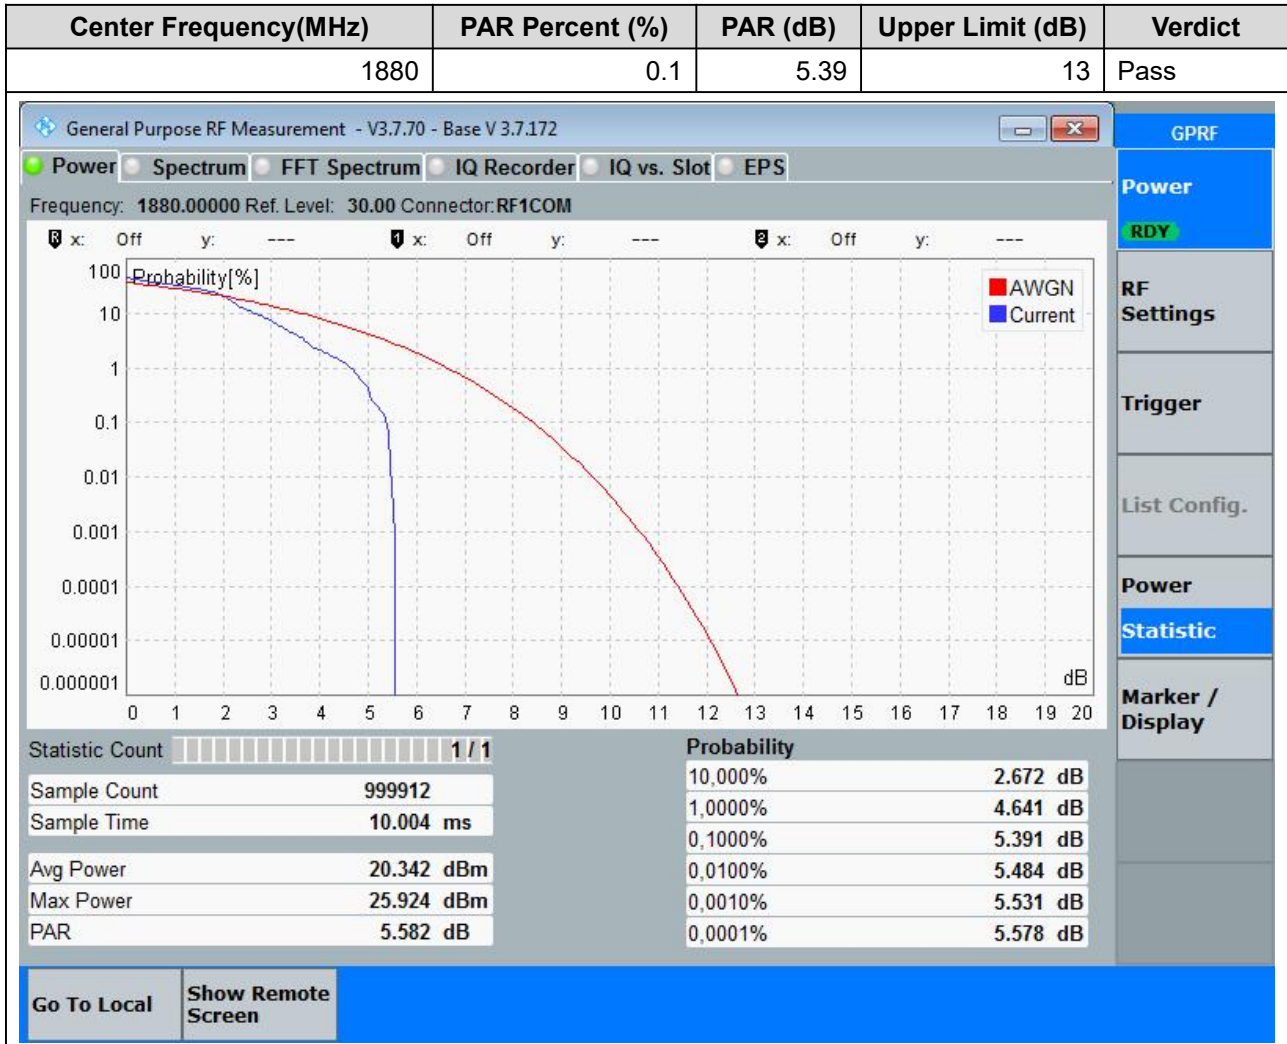 Center Frequency(MHz) PAR Percent (%) PAR (dB) Upper Limit (dB) Verdict
1880 0.1 5.39 13 Pass
General Purpose RF Measurement - V3.7.70 - Base V 3.7.172
GPRF
Power Spectrum FFT Spectrum IQ Recorder IQ vs. Slot EPS
Power
RDY
Frequency: 1880.00000 Ref. Level: 30.00 Connector:RF1COM
R x: Off y: --- 1 x: Off y: --- 2 x: Off y: ---
Probability[%]
AWGN
Current
100
10
1
0.1
0.01
0.001
0.0001
0.00001
0.000001
dB
0 1 2 3 4 5 6 7 8 9 10 11 12 13 14 15 16 17 18 19 20
RF
Settings
Trigger
List Config.
Power
Statistic
Marker /
Display
Statistic Count 1 / 1
Sample Count 999912
Sample Time 10.004 ms
Avg Power 20.342 dBm
Max Power 25.924 dBm
PAR 5.582 dB
Probability
10,000% 2.672 dB
1,0000% 4.641 dB
0,1000% 5.391 dB
0,0100% 5.484 dB
0,0010% 5.531 dB
0,0001% 5.578 dB
Go To Local
Show Remote
Screen